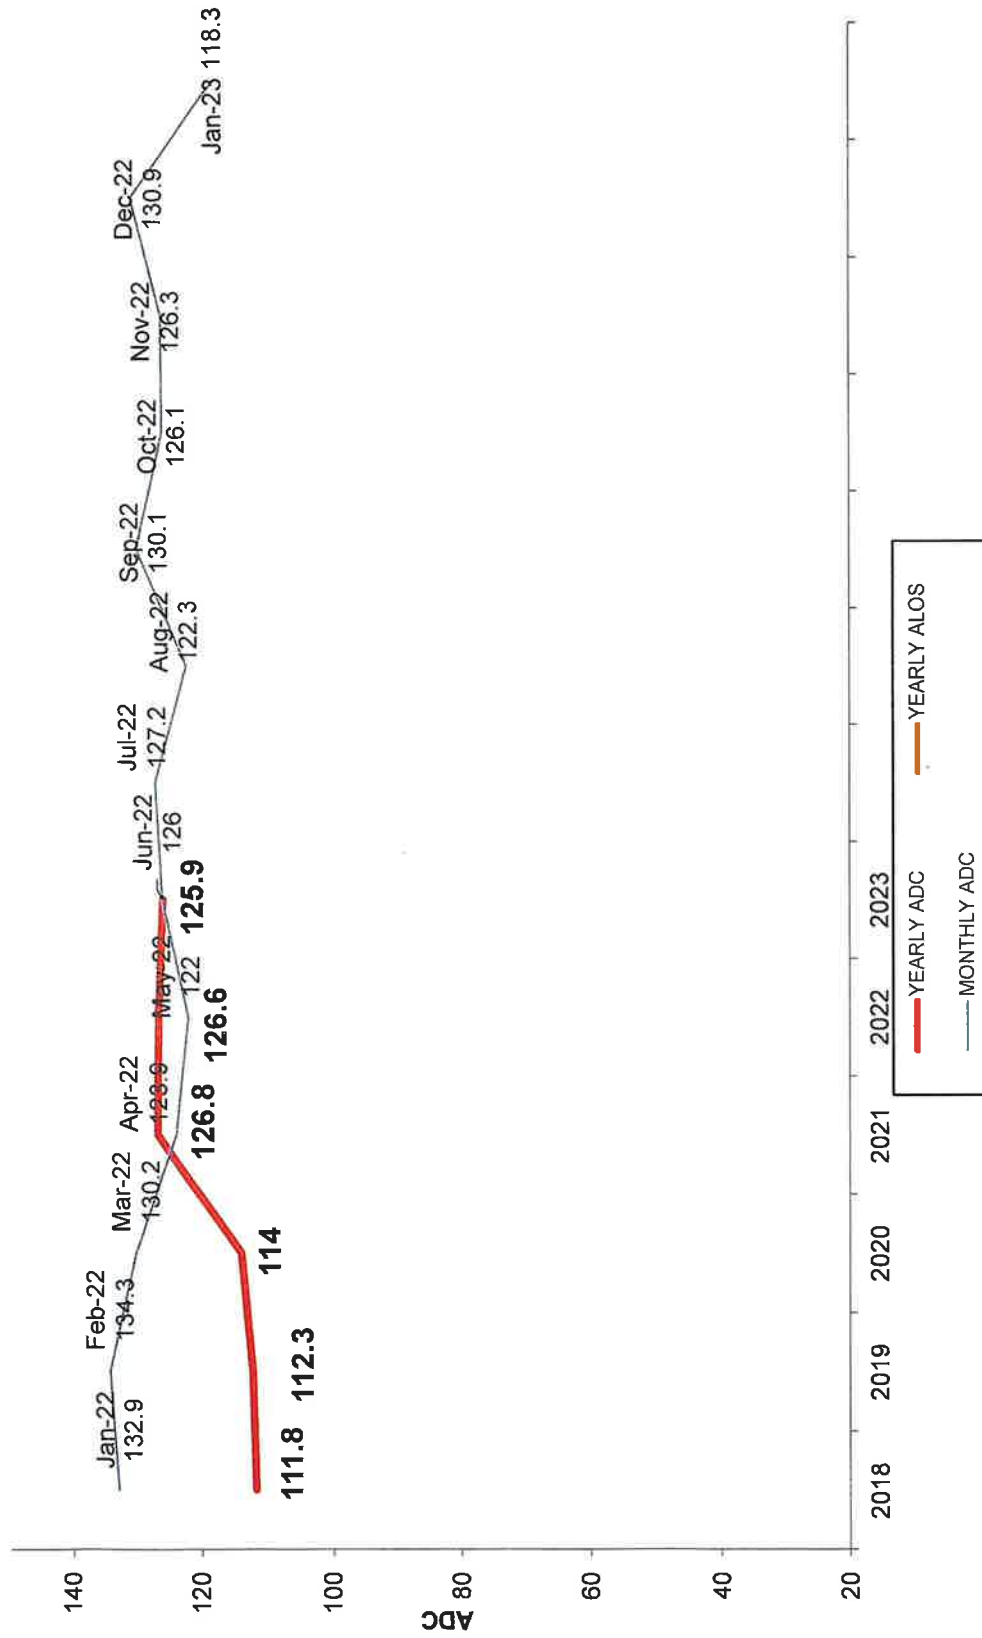 140
120
100
80
60
40
20
ADC
Jan-22
132.9
Feb-22
134.3
Mar-22
130.2
Apr-22
123.9
May-22
122
Jun-22
126
Jul-22
127.2
Aug-22
122.3
Sep-22
130.1
Oct-22
126.1
Nov-22
126.3
Dec-22
130.9
Jan-23 118.3
111.8
112.3
114
126.8
126.6
125.9
2018
2019
2020
2021
2022
2023
YEARLY ADC
YEARLY ALOS
MONTHLY ADC